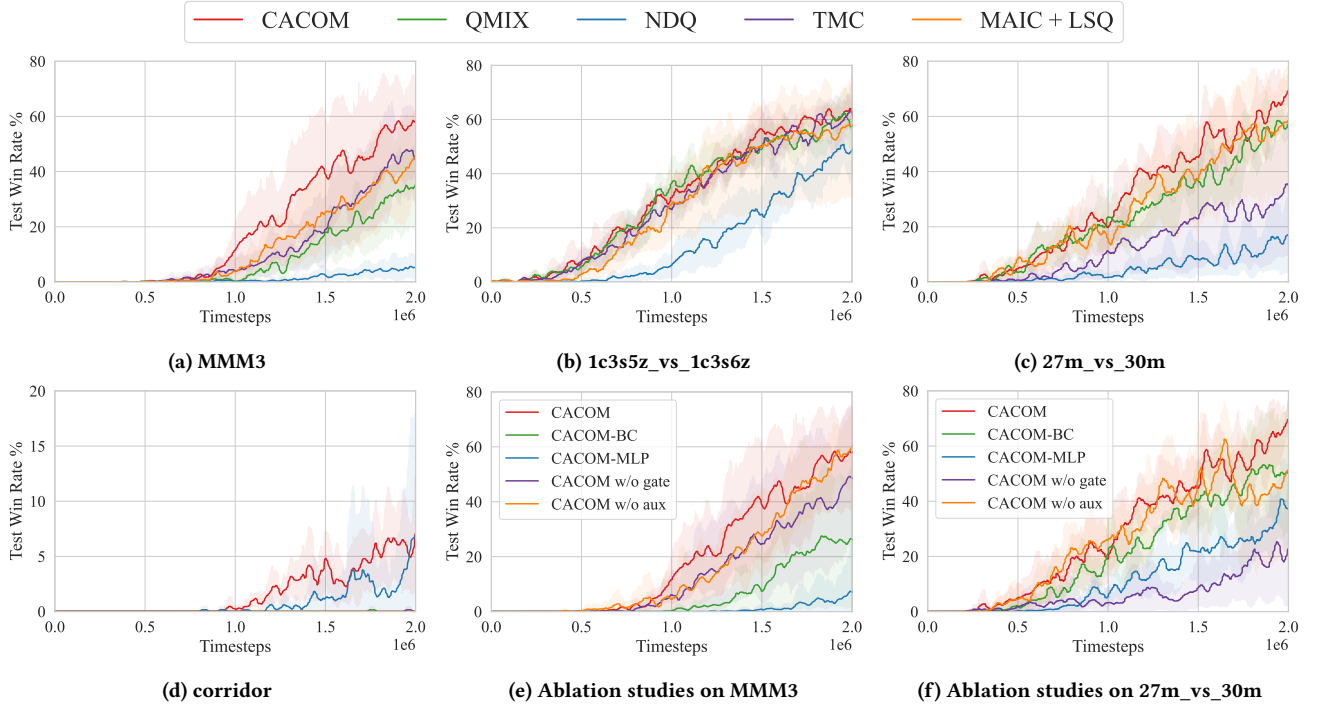 CACOM QMIX NDQ TMC MAIC + LSQ
80 60 40 20 0
Test Win Rate %
0.0 0.5 1.0 1.5 2.0
Timesteps 1e6
(a) MMM3
80 60 40 20 0
Test Win Rate %
0.0 0.5 1.0 1.5 2.0
Timesteps 1e6
(b) 1c3s5z_vs_1c3s6z
80 60 40 20 0
Test Win Rate %
0.0 0.5 1.0 1.5 2.0
Timesteps 1e6
(c) 27m_vs_30m
20 15 10 5 0
Test Win Rate %
0.0 0.5 1.0 1.5 2.0
Timesteps 1e6
(d) corridor
80 60 40 20 0
Test Win Rate %
CACOM
CACOM-BC
CACOM-MLP
CACOM w/o gate
CACOM w/o aux
0.0 0.5 1.0 1.5 2.0
Timesteps 1e6
(e) Ablation studies on MMM3
80 60 40 20 0
Test Win Rate %
CACOM
CACOM-BC
CACOM-MLP
CACOM w/o gate
CACOM w/o aux
0.0 0.5 1.0 1.5 2.0
Timesteps 1e6
(f) Ablation studies on 27m_vs_30m